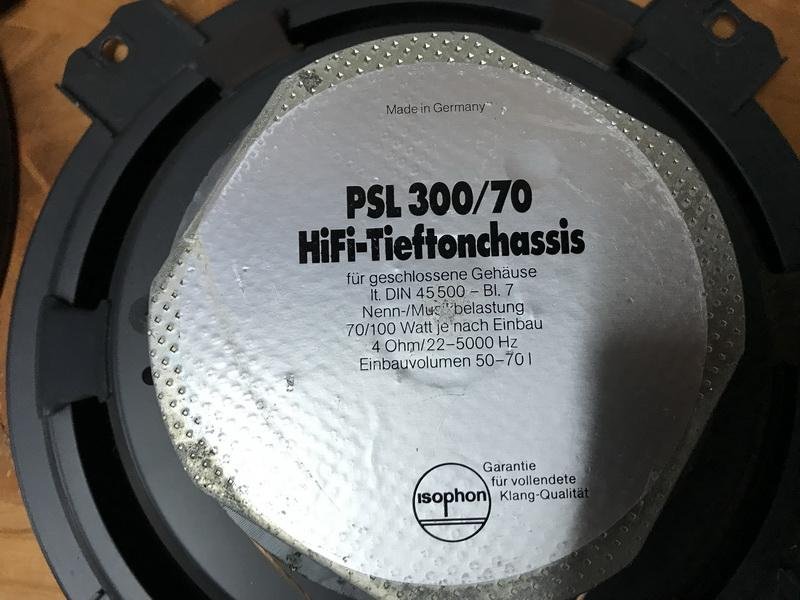 Made in Germany
PSL 300/70
HiFi-Tieftonchassis
für geschlossene Gehäuse
lt. DIN 45500 – Bl. 7
Nenn-/Musikbelastung
70/100 Watt je nach Einbau
4 Ohm/22–5000 Hz
Einbauvolumen 50–70 l
isophon
Garantie
für vollendete
Klang-Qualität